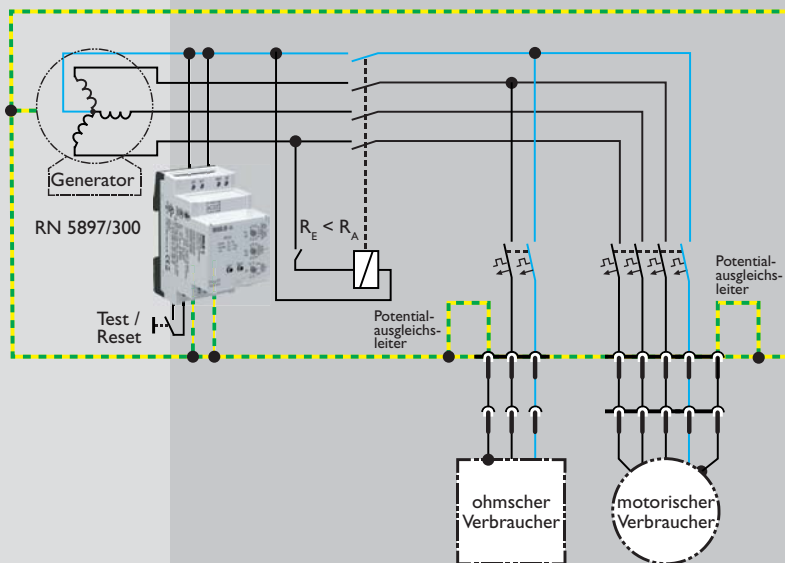 Generator
RN 5897/300
R_E < R_A
Test /
Reset
Potential-
ausgleichs-
leiter
Potential-
ausgleichs-
leiter
ohmscher
Verbraucher
motorischer
Verbraucher